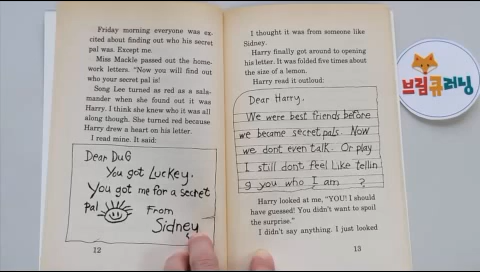 Friday morning everyone was ex-
cited about finding out who his secret
pal was. Except me.
Miss Mackle passed out the home-
work letters. "Now you will find out
who your secret pal is!
Song Lee turned as red as a sala-
mander when she found out it was
Harry. I think she knew who it was all
along though. She turned red because
Harry drew a heart on his letter.
I read mine. It said:
Dear DuG
You got Luckey.
You got me for a secret
pal
From
Sidney
12
I thought it was from someone like
Sidney.
Harry finally got around to opening
his letter. It was folded five times about
the size of a lemon.
Harry read it outloud:
Dear Harry,
We were best friends before
we became secret pals. Now
we dont even talk. Or play
I still dont feel Like tellin
g you who I am ?
Harry looked at me, "YOU! I should
have guessed! You didn't want to spoil
the surprise."
I didn't say anything. I just looked
13
브릭큐러닝